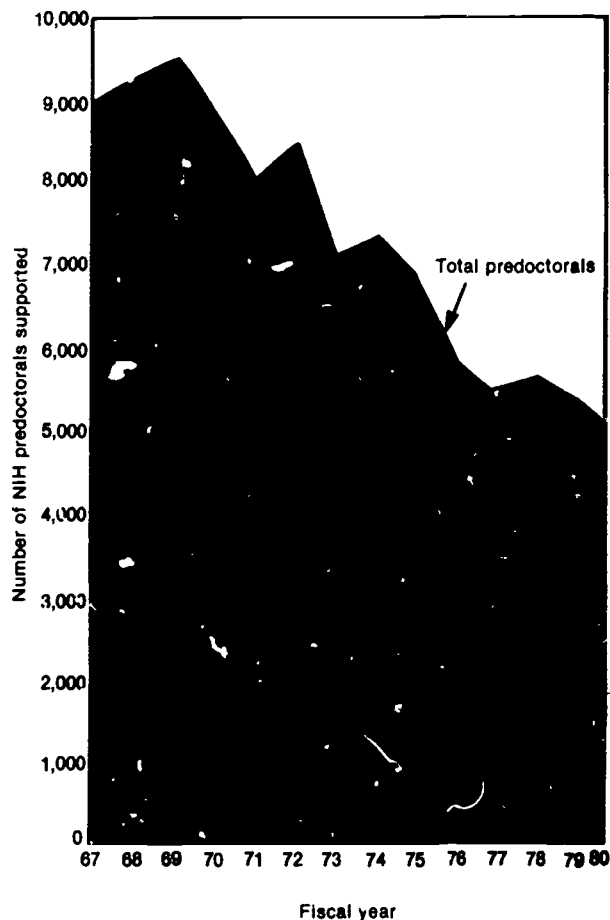 10,000
9,000
8,000
7,000
6,000
5,000
4,000
3,000
2,000
1,000
0
Number of NIH predoctorals supported
Total predoctorals
67 68 69 70 71 72 73 74 75 76 77 78 79 80
Fiscal year